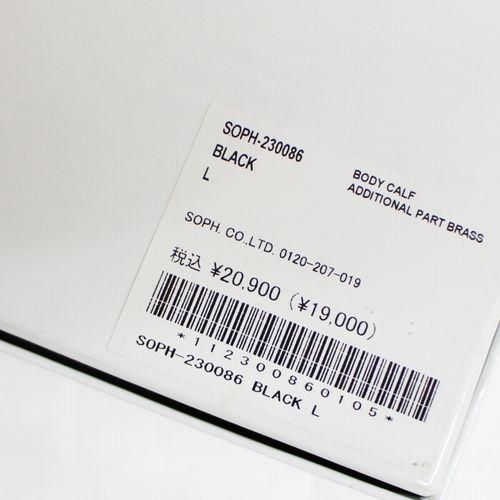 SOPH-230086
BLACK
L
BODY CALF
ADDITIONAL PART BRASS
SOPH. CO.,LTD. 0120-207-019
税込 ¥20,900 (¥19,000)
*112300860105*
SOPH-230086 BLACK L